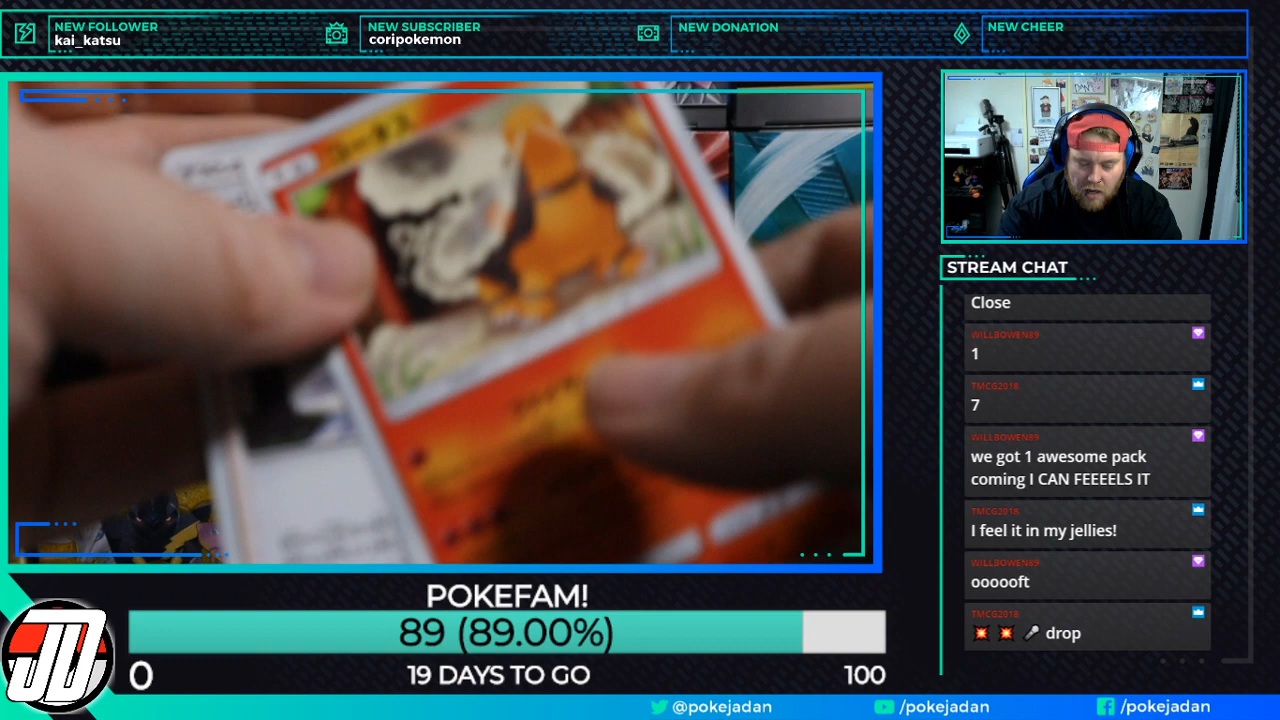 NEW FOLLOWER
kai_katsu
NEW SUBSCRIBER
coripokemon
NEW DONATION
NEW CHEER
STREAM CHAT
Close
WILLBOWEN89
1
TMCG2018
7
WILLBOWEN89
we got 1 awesome pack
coming I CAN FEEEELS IT
TMCG2018
I feel it in my jellies!
WILLBOWEN89
oooooft
TMCG2018
💥 💥 🎤 drop
POKEFAM!
89 (89.00%)
0
19 DAYS TO GO
100
@pokejadan
/pokejadan
/pokejadan